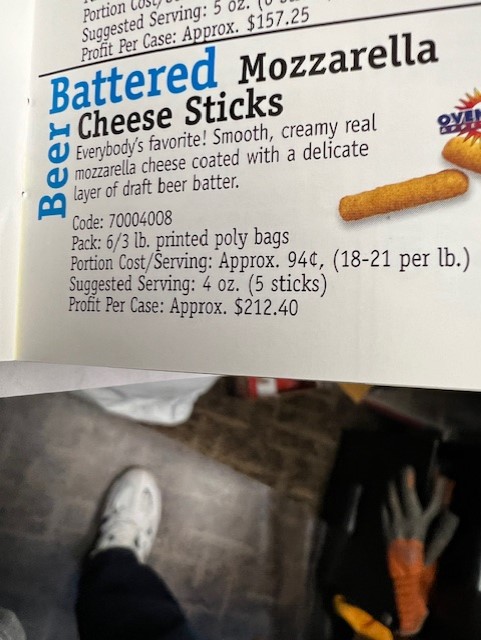 Suggested Serving: 5 oz.
Profit Per Case: Approx. $157.25
Beer Battered Mozzarella
Cheese Sticks
Everybody's favorite! Smooth, creamy real
mozzarella cheese coated with a delicate
layer of draft beer batter.
Code: 70004008
Pack: 6/3 lb. printed poly bags
Portion Cost/Serving: Approx. 94¢, (18-21 per lb.)
Suggested Serving: 4 oz. (5 sticks)
Profit Per Case: Approx. $212.40